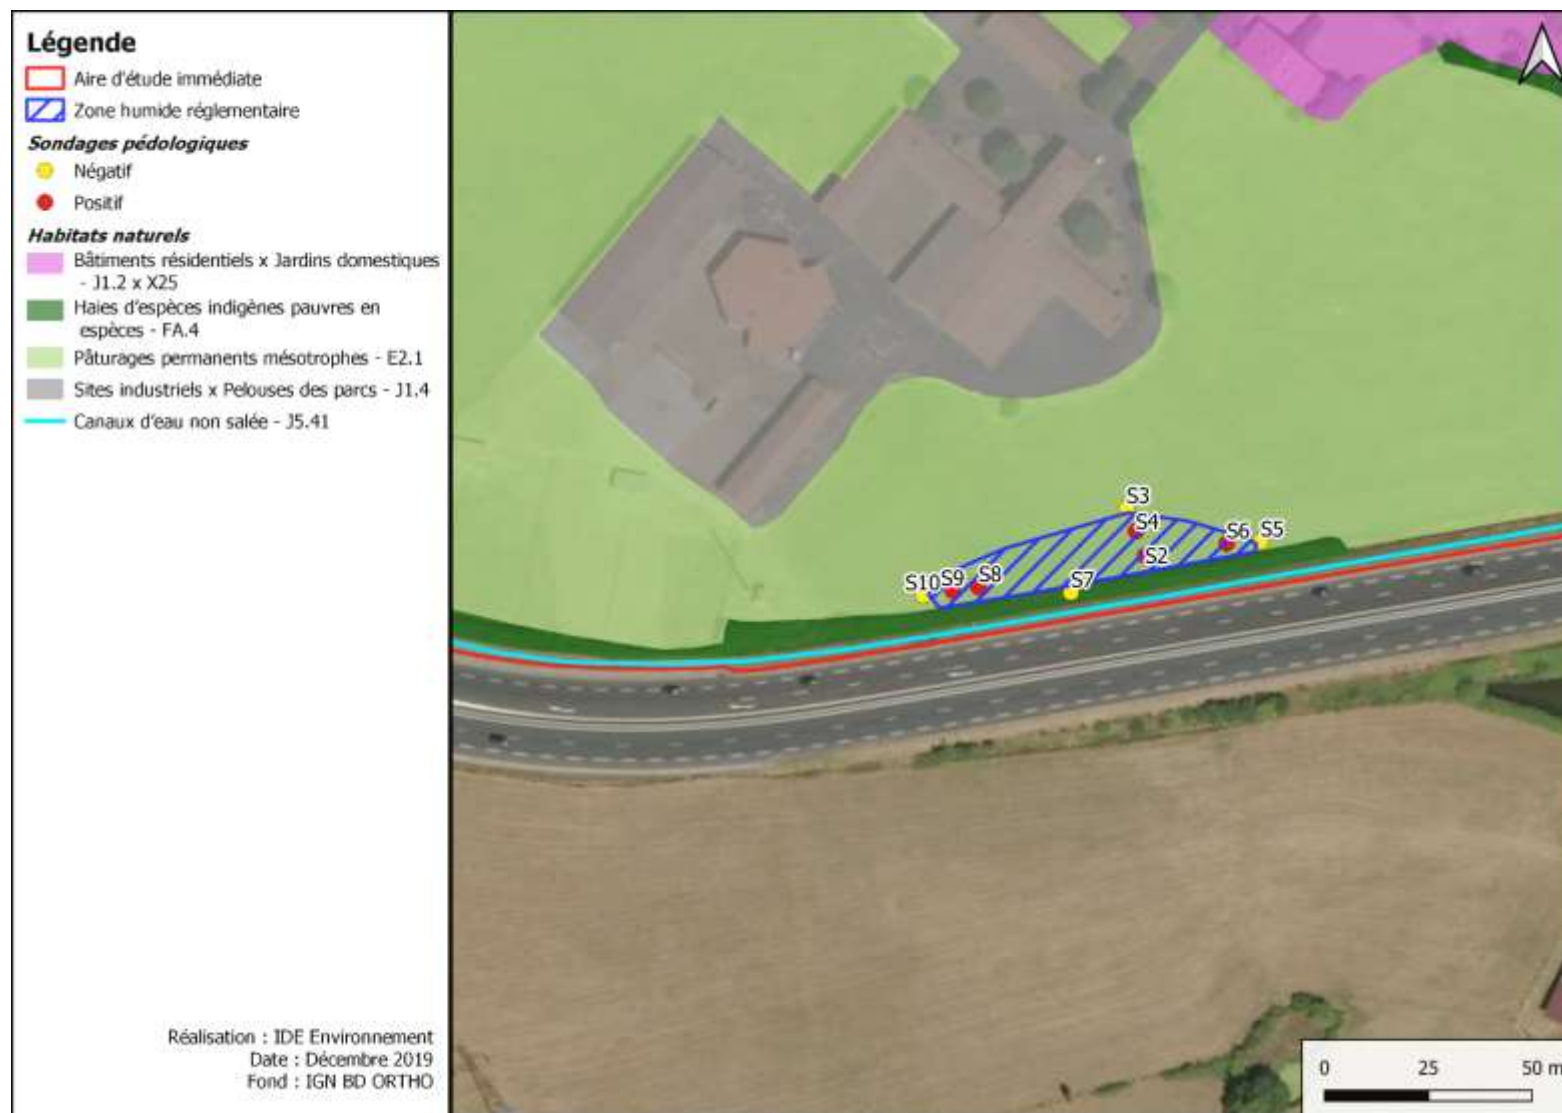 Légende
Aire d'étude immédiate
Zone humide réglementaire
Sondages pédologiques
Négatif
Positif
Habitats naturels
Bâtiments résidentiels x Jardins domestiques
- J1.2 x X25
Haies d'espèces indigènes pauvres en
espèces - FA.4
Pâturages permanents mésotrophes - E2.1
Sites industriels x Pelouses des parcs - J1.4
Canaux d'eau non salée - J5.41
Réalisation : IDE Environnement
Date : Décembre 2019
Fond : IGN BD ORTHO
S3
S4
S6
S5
S2
S10
S9
S8
S7
0 25 50 m